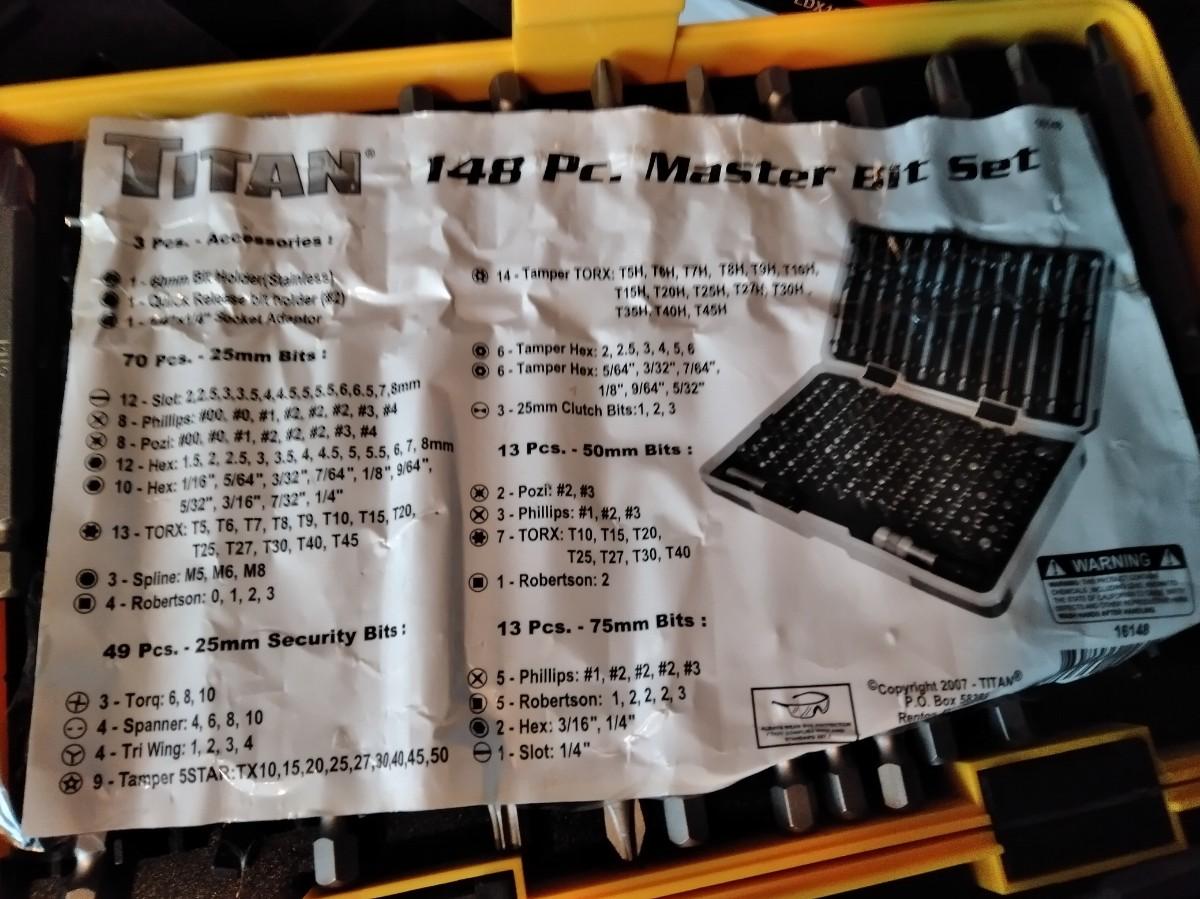 TITAN®
148 Pc. Master Bit Set
3 Pcs. - Accessories :
1 - 60mm Bit Holder(Stainless)
1 - Quick Release bit holder (#2)
1 - 1/4"x1/4" Socket Adaptor
70 Pcs. - 25mm Bits :
12 - Slot: 2,2.5,3,3.5,4,4.5,5,5.5,6,6.5,7,8mm
8 - Phillips: #00, #0, #1, #2, #2, #2, #3, #4
8 - Pozi: #00, #0, #1, #2, #2, #2, #3, #4
12 - Hex: 1.5, 2, 2.5, 3, 3.5, 4, 4.5, 5, 5.5, 6, 7, 8mm
10 - Hex: 1/16", 5/64", 3/32", 7/64", 1/8", 9/64",
5/32", 3/16", 7/32", 1/4"
13 - TORX: T5, T6, T7, T8, T9, T10, T15, T20,
T25, T27, T30, T40, T45
3 - Spline: M5, M6, M8
4 - Robertson: 0, 1, 2, 3
49 Pcs. - 25mm Security Bits :
3 - Torq: 6, 8, 10
4 - Spanner: 4, 6, 8, 10
4 - Tri Wing: 1, 2, 3, 4
9 - Tamper 5STAR:TX10,15,20,25,27,30,40,45,50
14 - Tamper TORX: T5H, T6H, T7H, T8H, T9H, T10H,
T15H, T20H, T25H, T27H, T30H,
T35H, T40H, T45H
6 - Tamper Hex: 2, 2.5, 3, 4, 5, 6
6 - Tamper Hex: 5/64", 3/32", 7/64",
1/8", 9/64", 5/32"
3 - 25mm Clutch Bits:1, 2, 3
13 Pcs. - 50mm Bits :
2 - Pozi: #2, #3
3 - Phillips: #1, #2, #3
7 - TORX: T10, T15, T20,
T25, T27, T30, T40
1 - Robertson: 2
13 Pcs. - 75mm Bits :
5 - Phillips: #1, #2, #2, #2, #3
5 - Robertson: 1, 2, 2, 2, 3
2 - Hex: 3/16", 1/4"
1 - Slot: 1/4"
WARNING
16148
©Copyright 2007 - TITAN®
P.O. Box
Renton